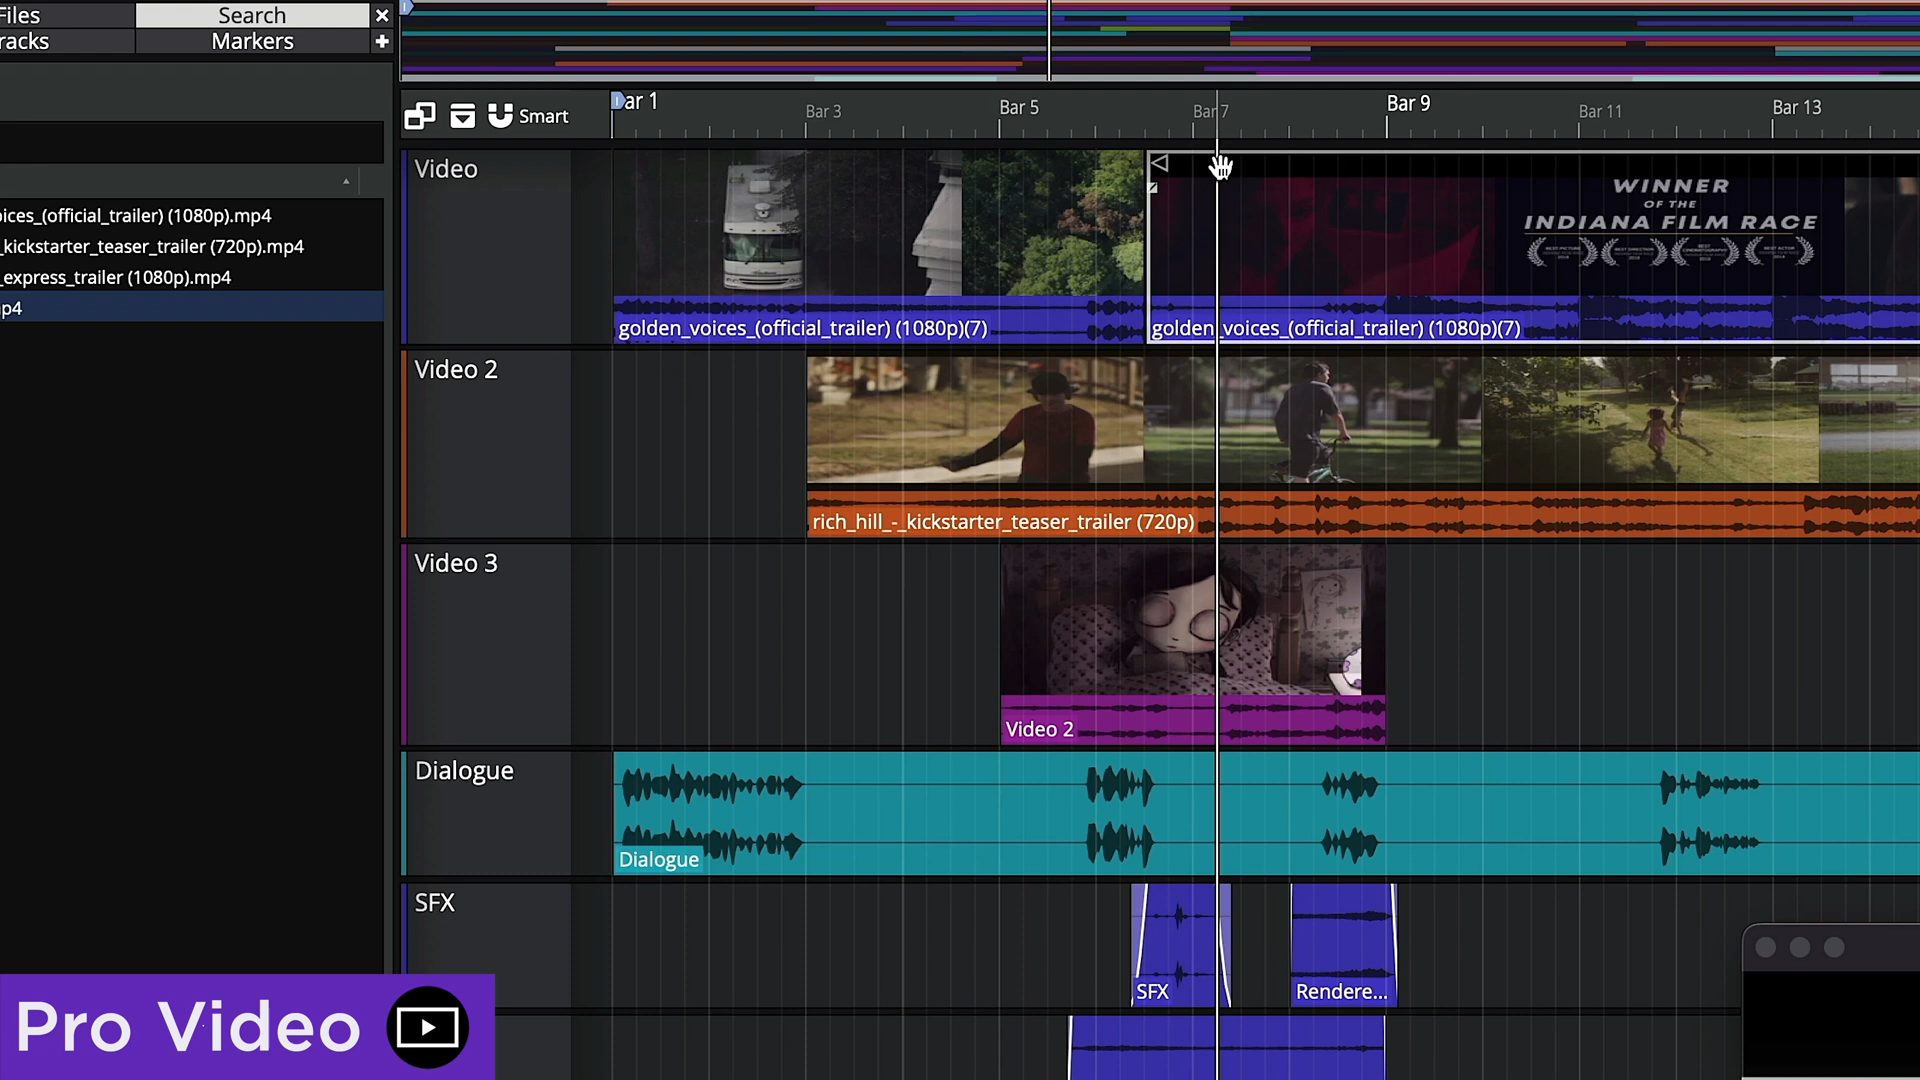 Files
Search
racks
Markers
Smart
Bar 1
Bar 3
Bar 5
Bar 7
Bar 9
Bar 11
Bar 13
oices_(official_trailer) (1080p).mp4
_kickstarter_teaser_trailer (720p).mp4
_express_trailer (1080p).mp4
mp4
Video
WINNER
OF THE
INDIANA FILM RACE
golden_voices_(official_trailer) (1080p)(7)
golden_voices_(official_trailer) (1080p)(7)
Video 2
rich_hill_-_kickstarter_teaser_trailer (720p)
Video 3
Video 2
Dialogue
Dialogue
SFX
SFX
Rendere...
Pro Video